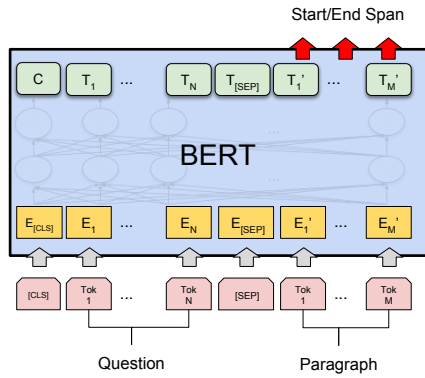 Start/End Span
C T1 ... TN T[SEP] T1' ... TM'
...
BERT
...
E[CLS] E1 ... EN E[SEP] E1' ... EM'
[CLS] Tok 1 ... Tok N [SEP] Tok 1 ... Tok M
Question Paragraph